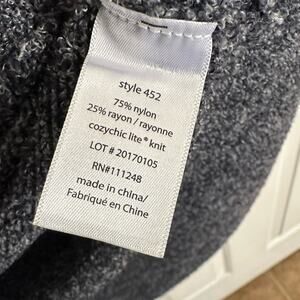 style 452
75% nylon
25% rayon / rayonne
cozychic lite® knit
LOT # 20170105
RN#111248
made in china/
Fabriqué en Chine